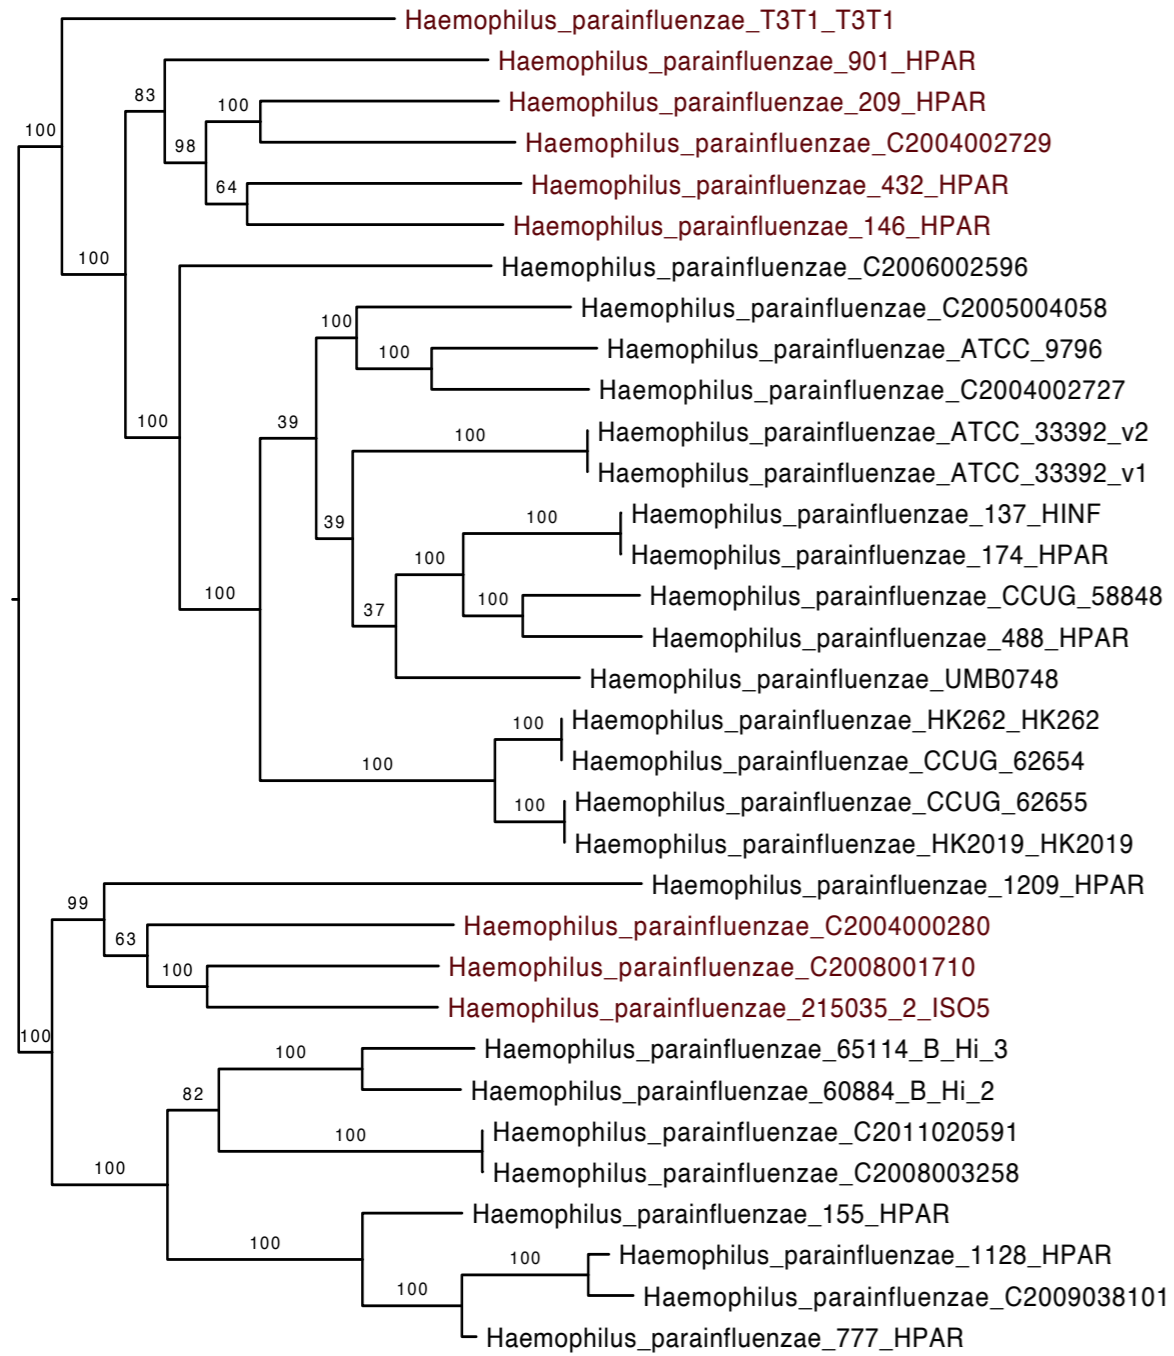 Haemophilus_parainfluenzae_T3T1_T3T1
Haemophilus_parainfluenzae_901_HPAR
83
100
Haemophilus_parainfluenzae_209_HPAR
100
Haemophilus_parainfluenzae_C2004002729
98
Haemophilus_parainfluenzae_432_HPAR
64
Haemophilus_parainfluenzae_146_HPAR
100
Haemophilus_parainfluenzae_C2006002596
Haemophilus_parainfluenzae_C2005004058
100
Haemophilus_parainfluenzae_ATCC_9796
100
Haemophilus_parainfluenzae_C2004002727
100
39
Haemophilus_parainfluenzae_ATCC_33392_v2
100
Haemophilus_parainfluenzae_ATCC_33392_v1
Haemophilus_parainfluenzae_137_HINF
100
39
Haemophilus_parainfluenzae_174_HPAR
100
Haemophilus_parainfluenzae_CCUG_58848
100
100
37
Haemophilus_parainfluenzae_488_HPAR
Haemophilus_parainfluenzae_UMB0748
Haemophilus_parainfluenzae_HK262_HK262
100
Haemophilus_parainfluenzae_CCUG_62654
100
Haemophilus_parainfluenzae_CCUG_62655
100
Haemophilus_parainfluenzae_HK2019_HK2019
Haemophilus_parainfluenzae_1209_HPAR
99
Haemophilus_parainfluenzae_C2004000280
63
Haemophilus_parainfluenzae_C2008001710
100
Haemophilus_parainfluenzae_215035_2_ISO5
100
Haemophilus_parainfluenzae_65114_B_Hi_3
100
Haemophilus_parainfluenzae_60884_B_Hi_2
82
Haemophilus_parainfluenzae_C2011020591
100
Haemophilus_parainfluenzae_C2008003258
100
Haemophilus_parainfluenzae_155_HPAR
100
Haemophilus_parainfluenzae_1128_HPAR
100
Haemophilus_parainfluenzae_C2009038101
100
Haemophilus_parainfluenzae_777_HPAR